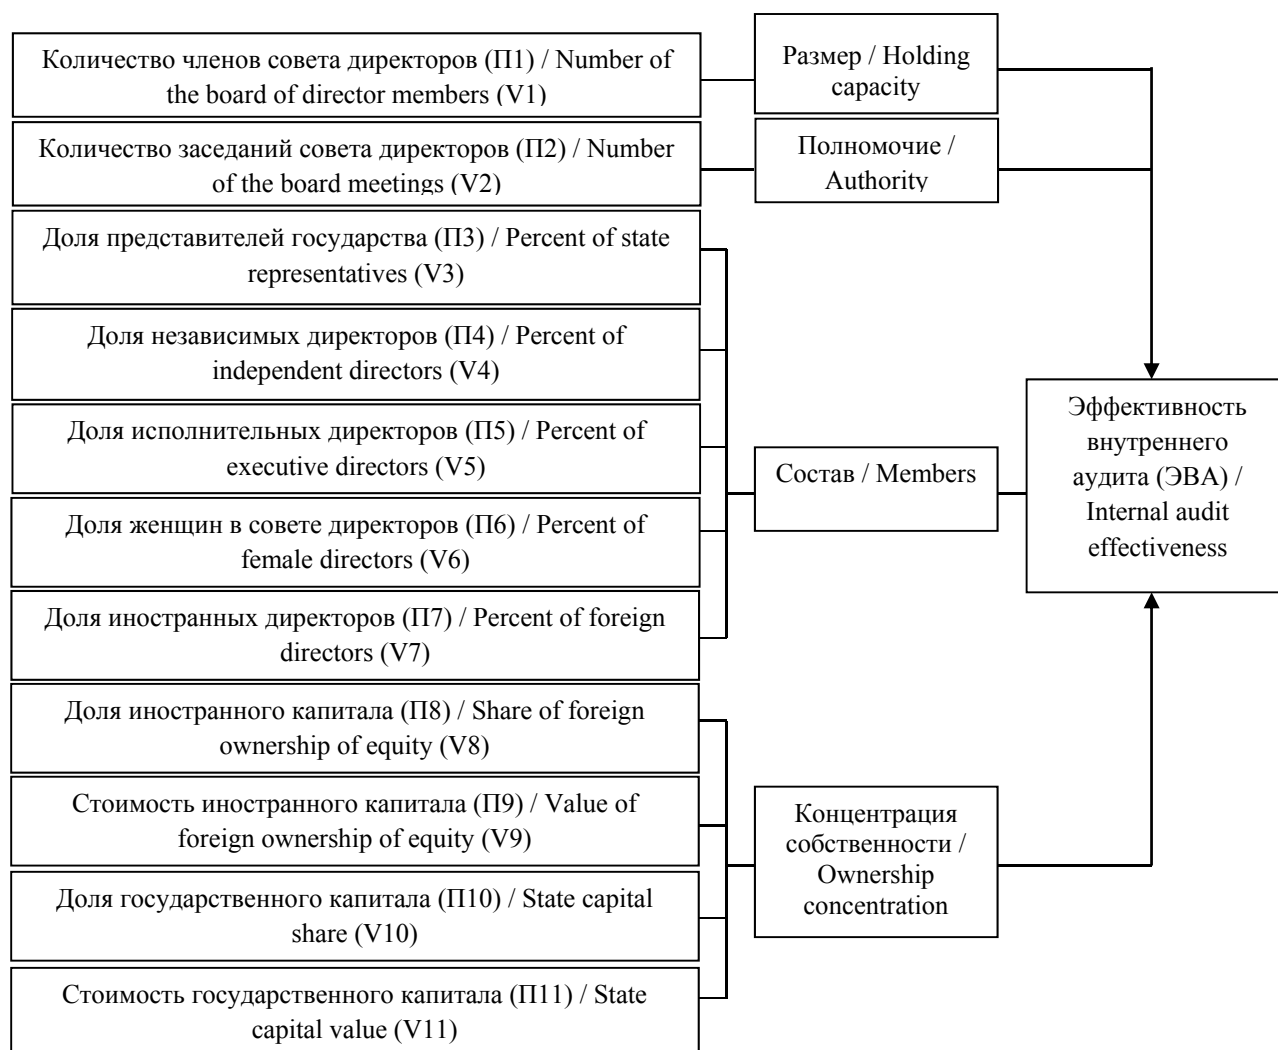 Количество членов совета директоров (П1) / Number of
the board of director members (V1)
Размер / Holding
capacity
Количество заседаний совета директоров (П2) / Number
of the board meetings (V2)
Полномочие /
Authority
Доля представителей государства (П3) / Percent of state
representatives (V3)
Доля независимых директоров (П4) / Percent of
independent directors (V4)
Доля исполнительных директоров (П5) / Percent of
executive directors (V5)
Доля женщин в совете директоров (П6) / Percent of
female directors (V6)
Доля иностранных директоров (П7) / Percent of foreign
directors (V7)
Состав / Members
Доля иностранного капитала (П8) / Share of foreign
ownership of equity (V8)
Стоимость иностранного капитала (П9) / Value of
foreign ownership of equity (V9)
Доля государственного капитала (П10) / State capital
share (V10)
Стоимость государственного капитала (П11) / State
capital value (V11)
Концентрация
собственности /
Ownership
concentration
Эффективность
внутреннего
аудита (ЭВА) /
Internal audit
effectiveness